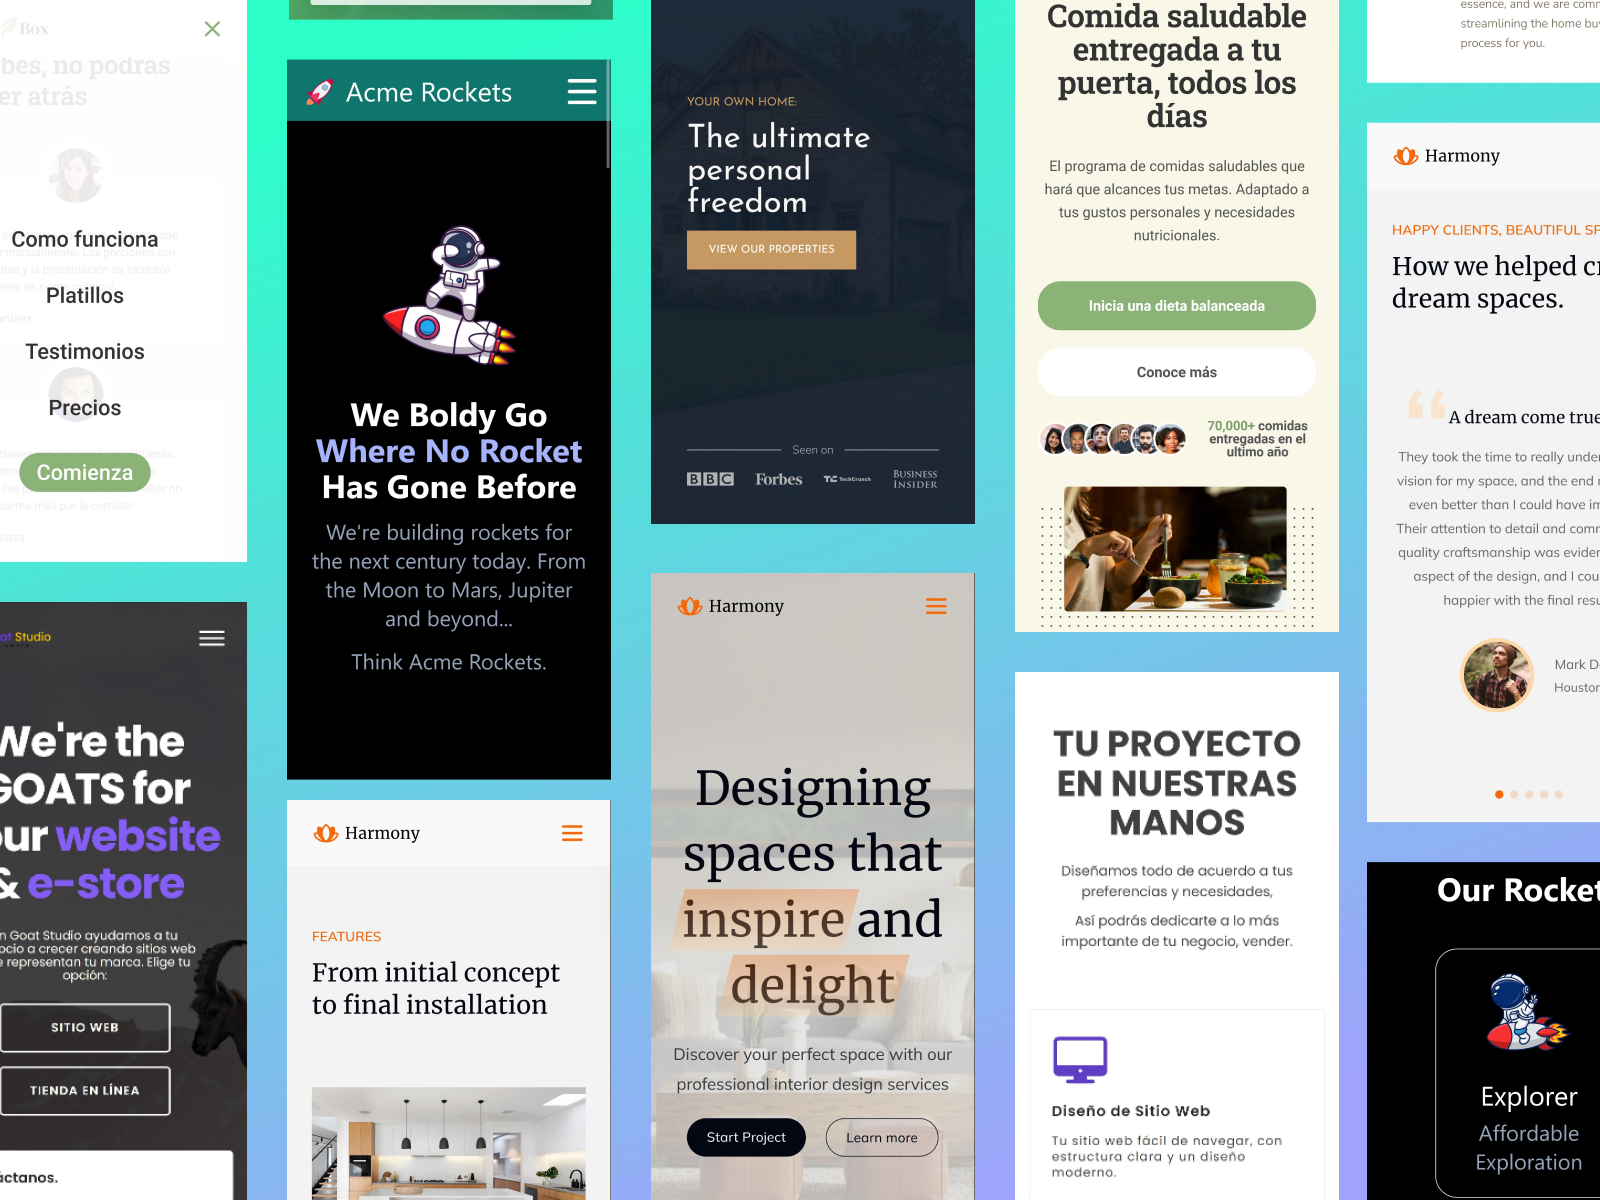 Box
bes, no podras
er atrás
Como funciona
Platillos
Testimonios
Precios
Comienza
Goat Studio
We're the
GOATS for
our website
& e-store
n Goat Studio ayudamos a tu
ocio a crecer creando sitios web
e representan tu marca. Elige tu
opción:
SITIO WEB
TIENDA EN LÍNEA
áctanos.
Acme Rockets
We Boldy Go
Where No Rocket
Has Gone Before
We're building rockets for
the next century today. From
the Moon to Mars, Jupiter
and beyond...
Think Acme Rockets.
Harmony
FEATURES
From initial concept
to final installation
YOUR OWN HOME:
The ultimate
personal
freedom
VIEW OUR PROPERTIES
Seen on
BBC Forbes TechCrunch BUSINESS INSIDER
Harmony
Designing
spaces that
inspire and
delight
Discover your perfect space with our
professional interior design services
Start Project Learn more
Comida saludable
entregada a tu
puerta, todos los
días
El programa de comidas saludables que
hará que alcances tus metas. Adaptado a
tus gustos personales y necesidades
nutricionales.
Inicia una dieta balanceada
Conoce más
70,000+ comidas
entregadas en el
ultimo año
TU PROYECTO
EN NUESTRAS
MANOS
Diseñamos todo de acuerdo a tus
preferencias y necesidades,
Así podrás dedicarte a lo más
importante de tu negocio, vender.
Diseño de Sitio Web
Tu sitio web fácil de navegar, con
estructura clara y un diseño
moderno.
essence, and we are comm
streamlining the home buy
process for you.
Harmony
HAPPY CLIENTS, BEAUTIFUL SP
How we helped cr
dream spaces.
“ A dream come true
They took the time to really under
vision for my space, and the end r
even better than I could have im
Their attention to detail and comm
quality craftsmanship was eviden
aspect of the design, and I cou
happier with the final resu
Mark D
Houston
Our Rocket
Explorer
Affordable
Exploration